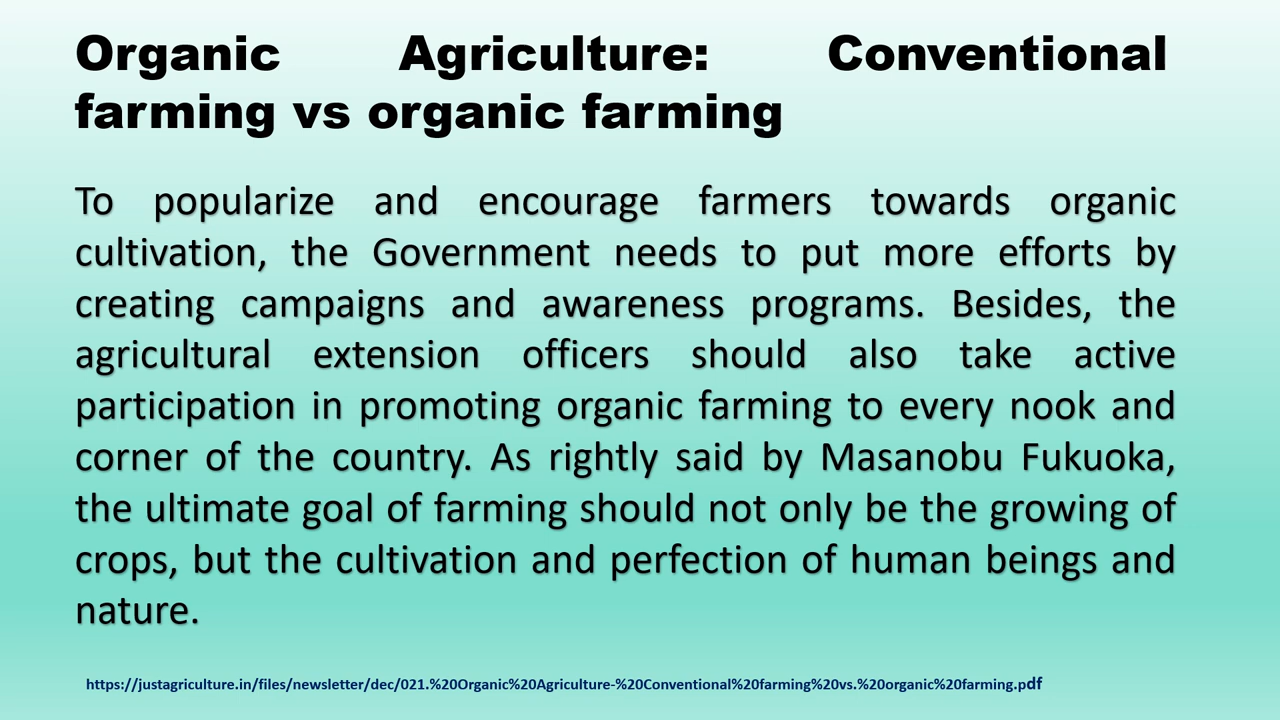 Organic Agriculture: Conventional
farming vs organic farming
To popularize and encourage farmers towards organic
cultivation, the Government needs to put more efforts by
creating campaigns and awareness programs. Besides, the
agricultural extension officers should also take active
participation in promoting organic farming to every nook and
corner of the country. As rightly said by Masanobu Fukuoka,
the ultimate goal of farming should not only be the growing of
crops, but the cultivation and perfection of human beings and
nature.
https://justagriculture.in/files/newsletter/dec/021.%20Organic%20Agriculture-%20Conventional%20farming%20vs.%20organic%20farming.pdf